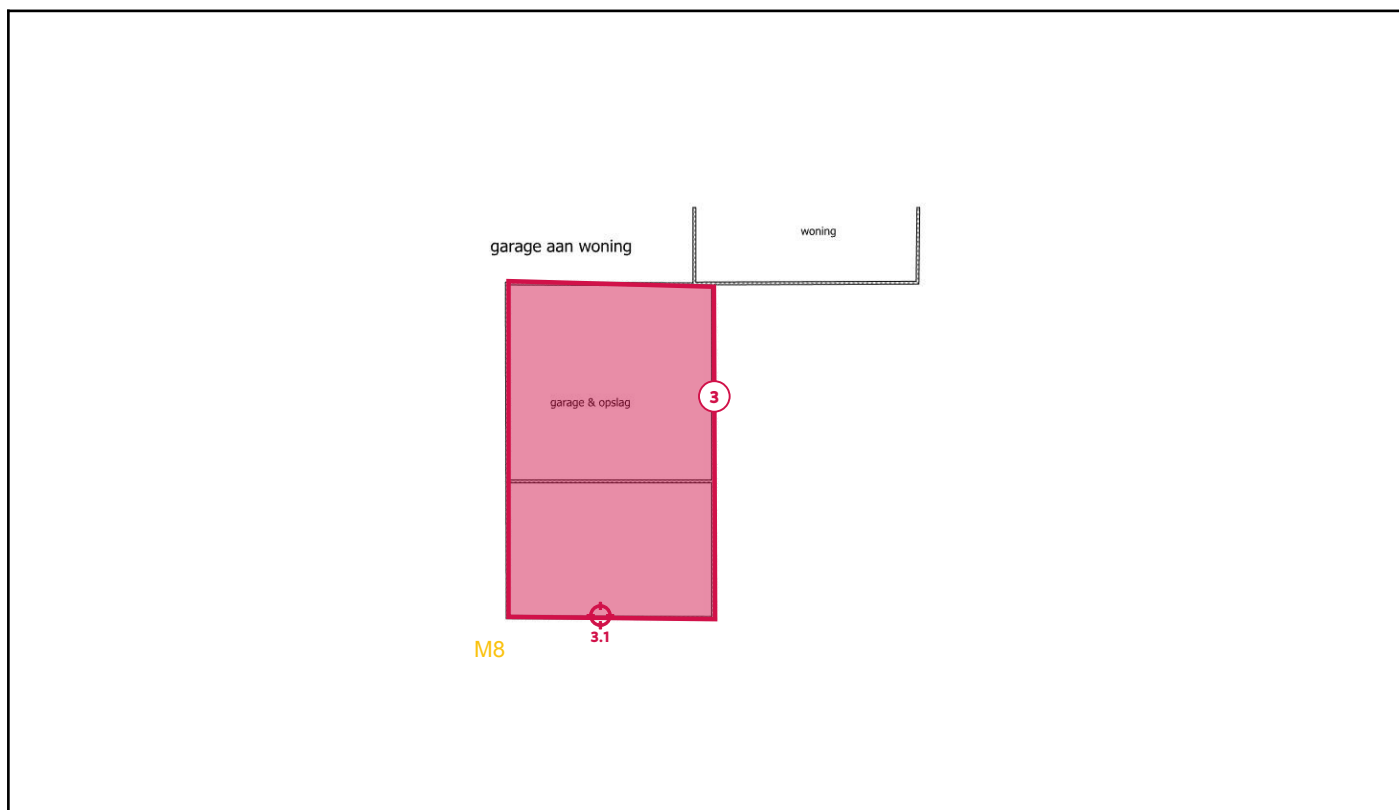 woning
garage aan woning
3
garage & opslag
3.1
M8